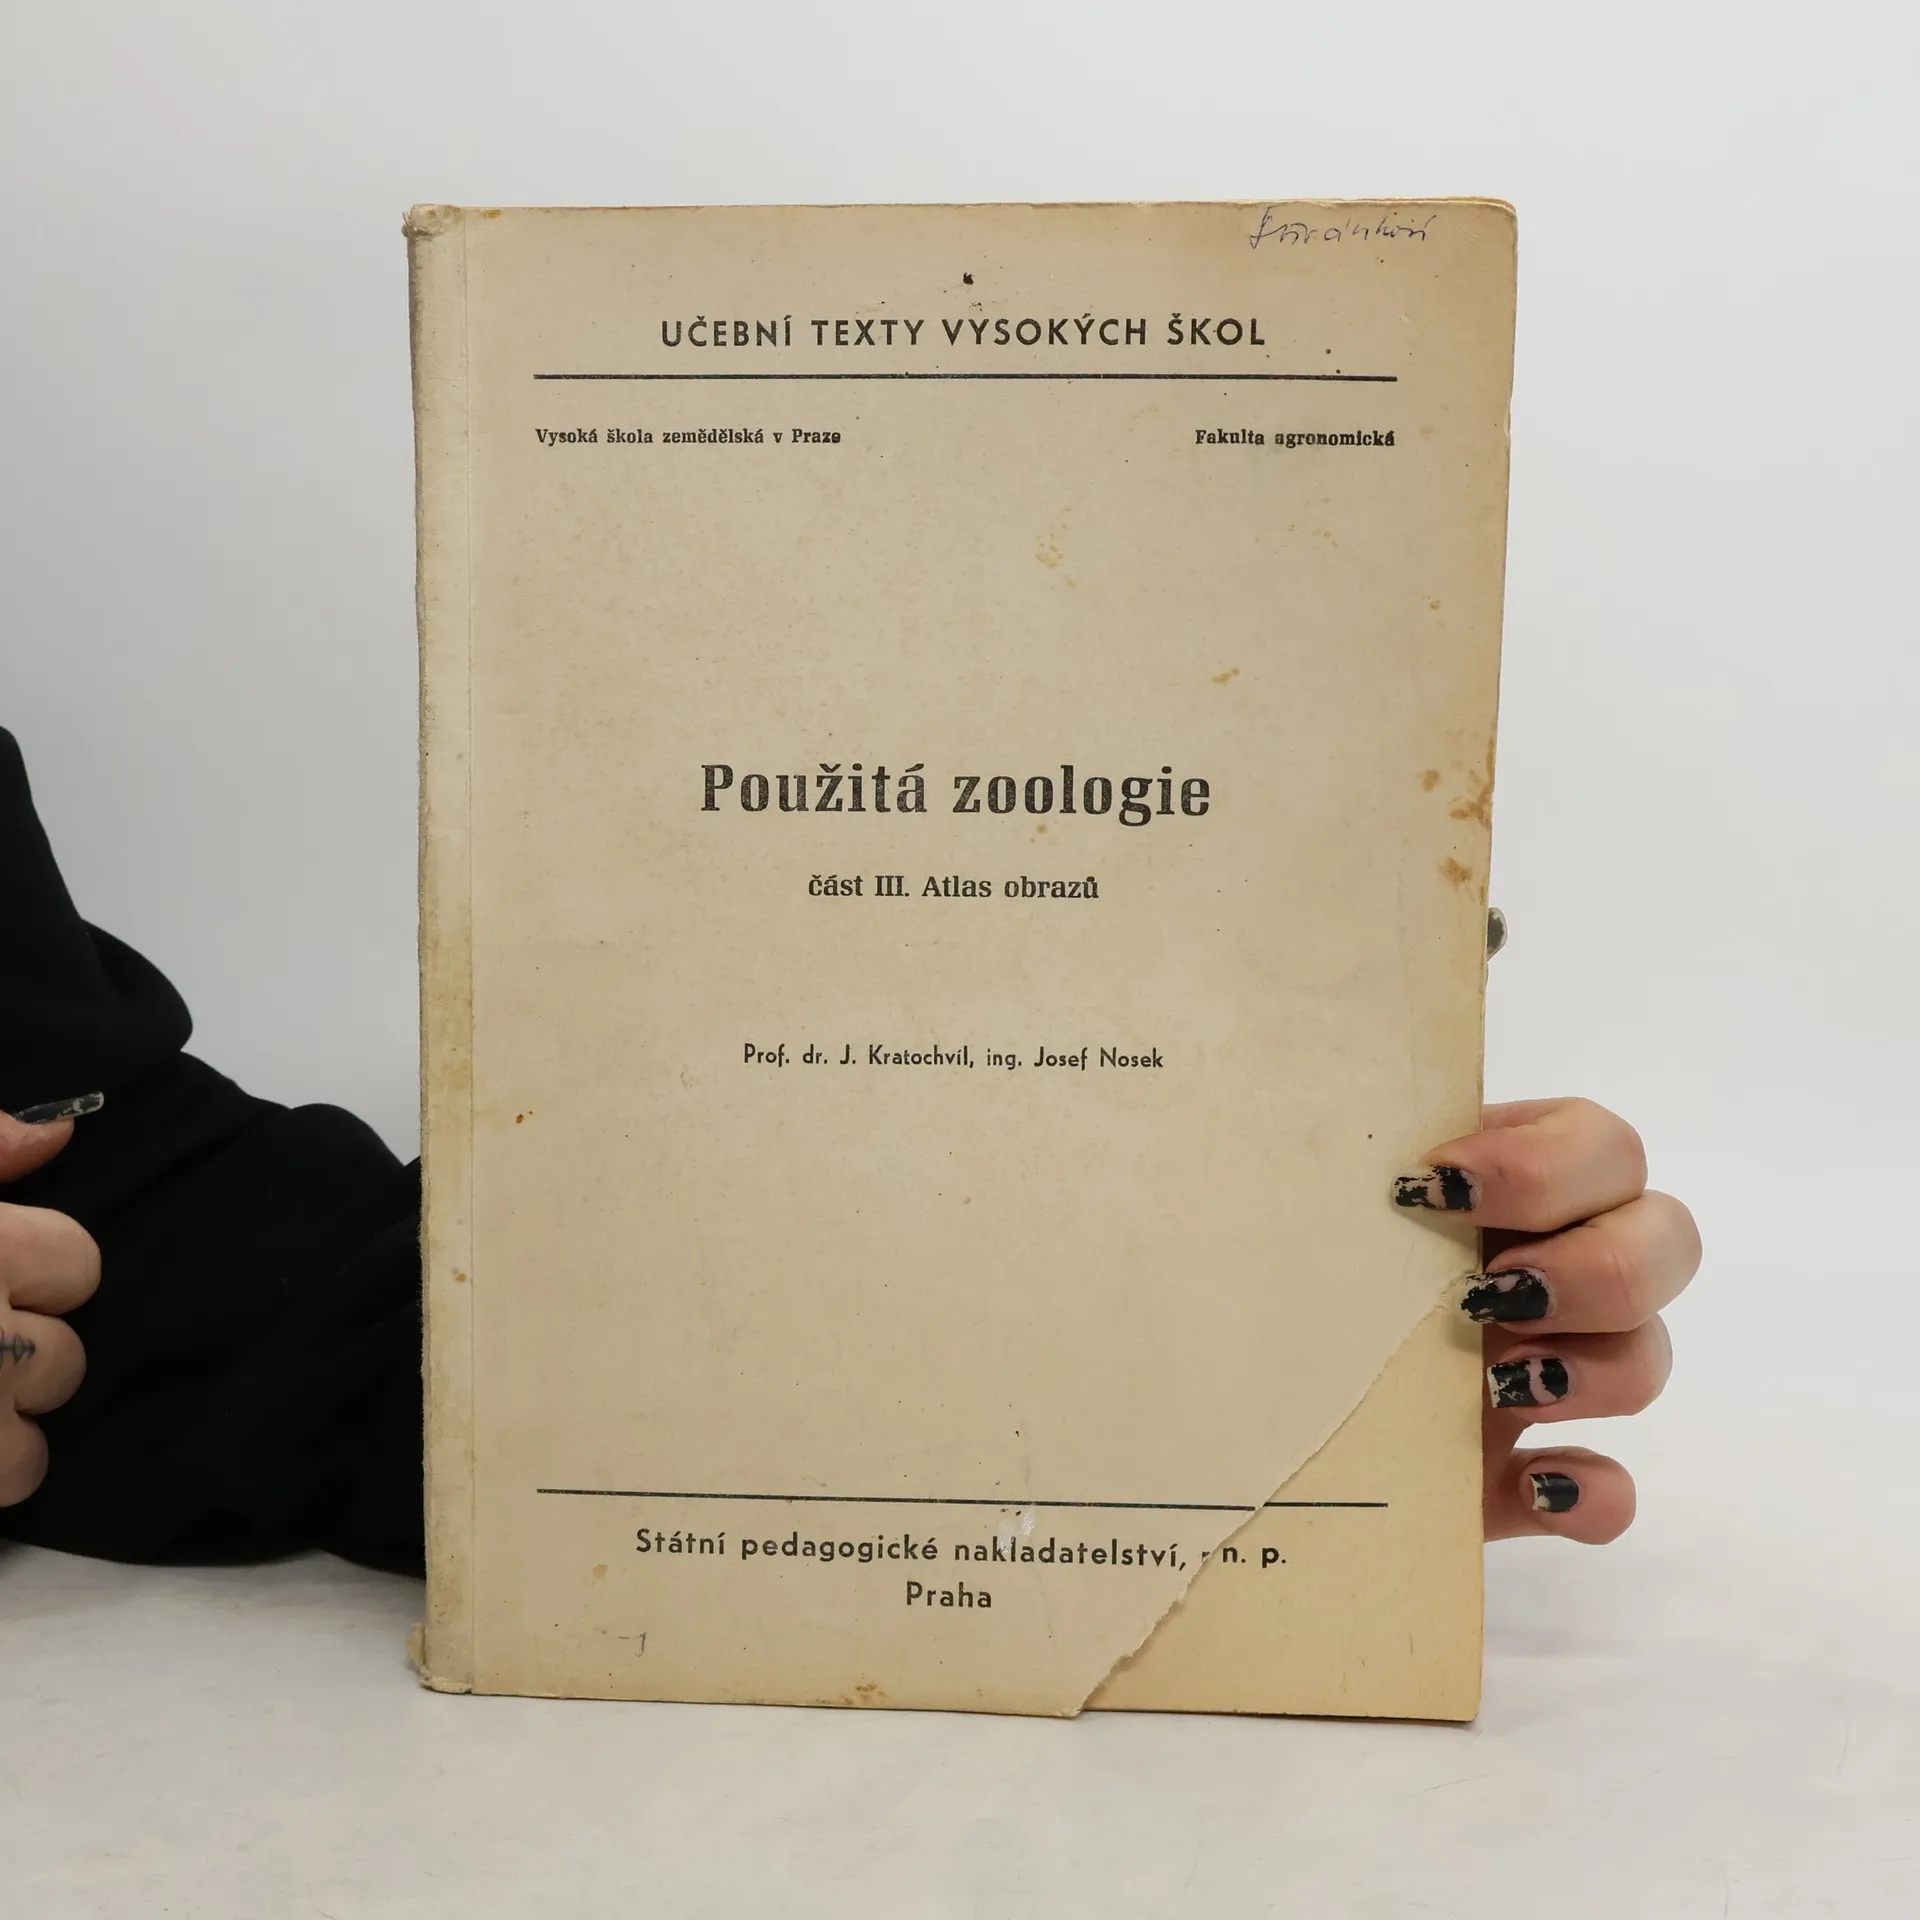 UČEBNÍ TEXTY VYSOKÝCH ŠKOL
Vysoká škola zemědělská v Praze
Fakulta agronomická
Použitá zoologie
část III. Atlas obrazů
Prof. dr. J. Kratochvíl, ing. Josef Nosek
Státní pedagogické nakladatelství, n. p.
Praha